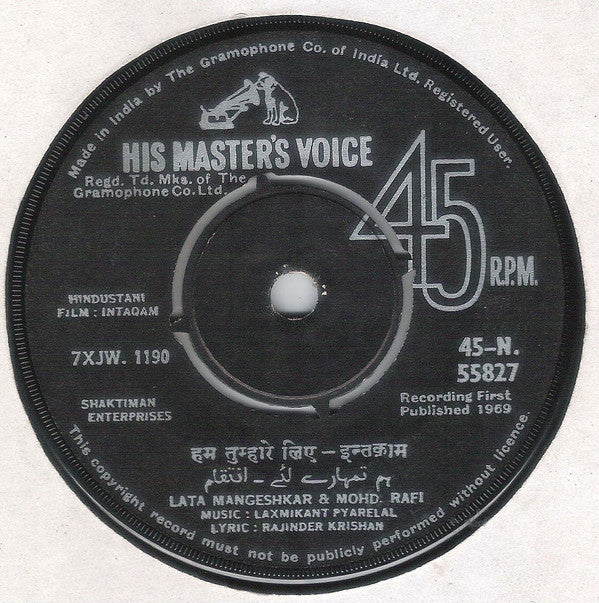 Made in India by The Gramophone Co. of India Ltd. Registered User.
HIS MASTER'S VOICE
Regd. Td. Mks. of The
Gramophone Co. Ltd.
45 R.P.M.
HINDUSTANI
FILM : INTAQAM
7XJW. 1190
45-N.
55827
SHAKTIMAN
ENTERPRISES
Recording First
Published 1969
हम तुम्हारे लिए – इन्तक़ाम
ہم تمہارے لئے ۔ انتقام
LATA MANGESHKAR & MOHD. RAFI
MUSIC : LAXMIKANT PYARELAL
LYRIC : RAJINDER KRISHAN
This copyright record must not be publicly performed without licence.